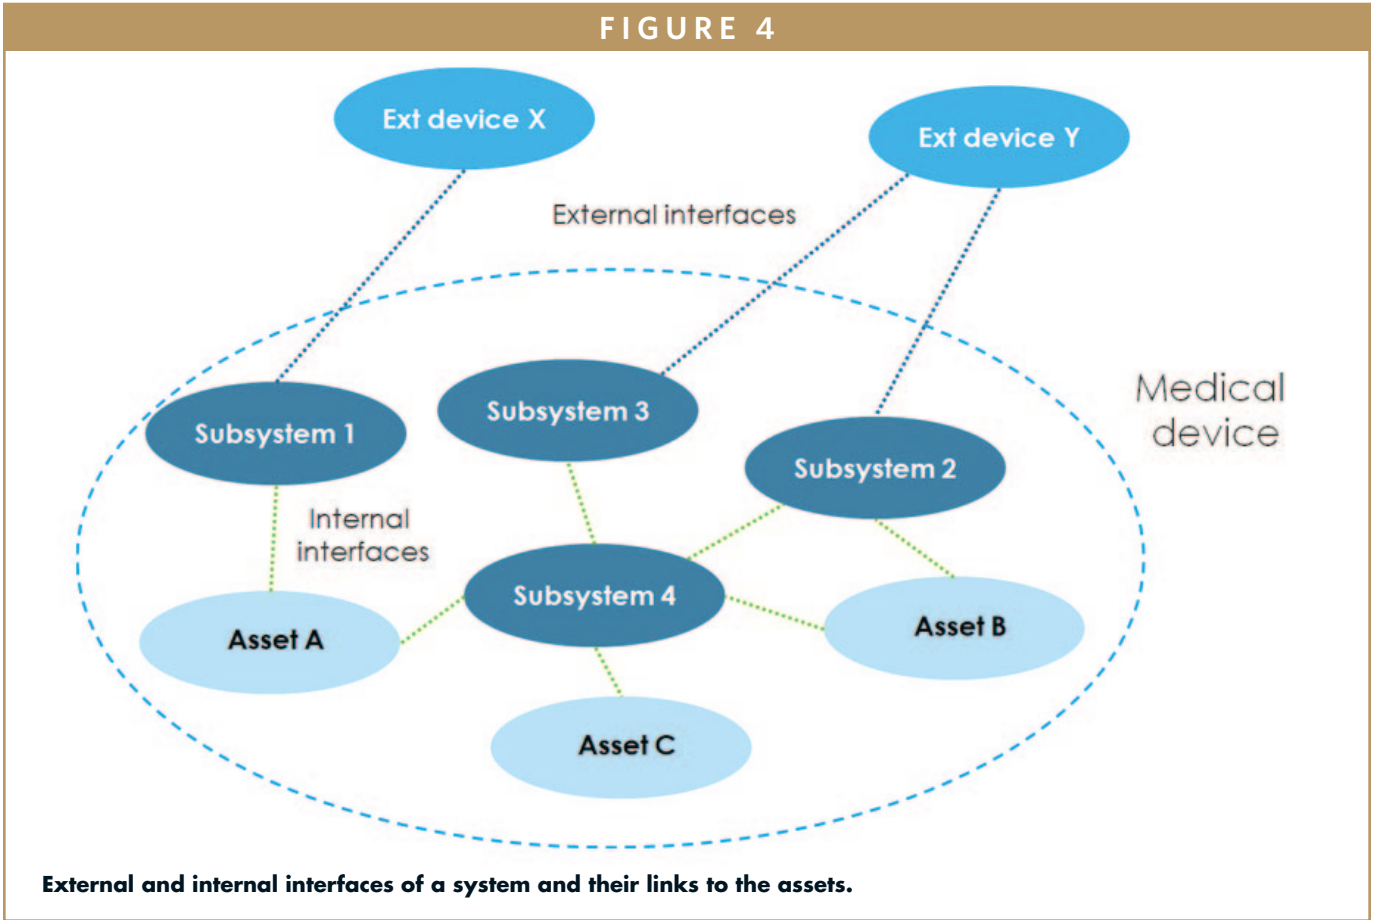 FIGURE 4
Ext device X
Ext device Y
External interfaces
Medical
device
Subsystem 3
Subsystem 1
Subsystem 2
Internal
interfaces
Subsystem 4
Asset A
Asset B
Asset C
External and internal interfaces of a system and their links to the assets.